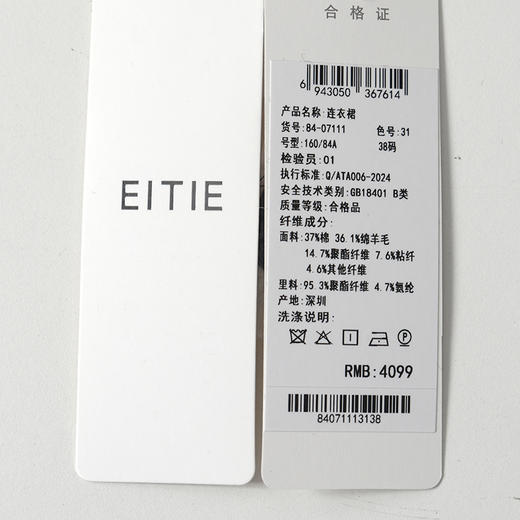 EITIE
合格证
6 943050 367614
产品名称:连衣裙
货号:84-07111 色号:31
号型:160/84A 38码
检验员:01
执行标准:Q/ATA006-2024
安全技术类别:GB18401 B类
质量等级:合格品
纤维成分:
面料:37%棉 36.1%绵羊毛
14.7%聚酯纤维 7.6%粘纤
4.6%其他纤维
里料:95.3%聚酯纤维 4.7%氨纶
产地:深圳
洗涤说明:
P
RMB:4099
84071113138